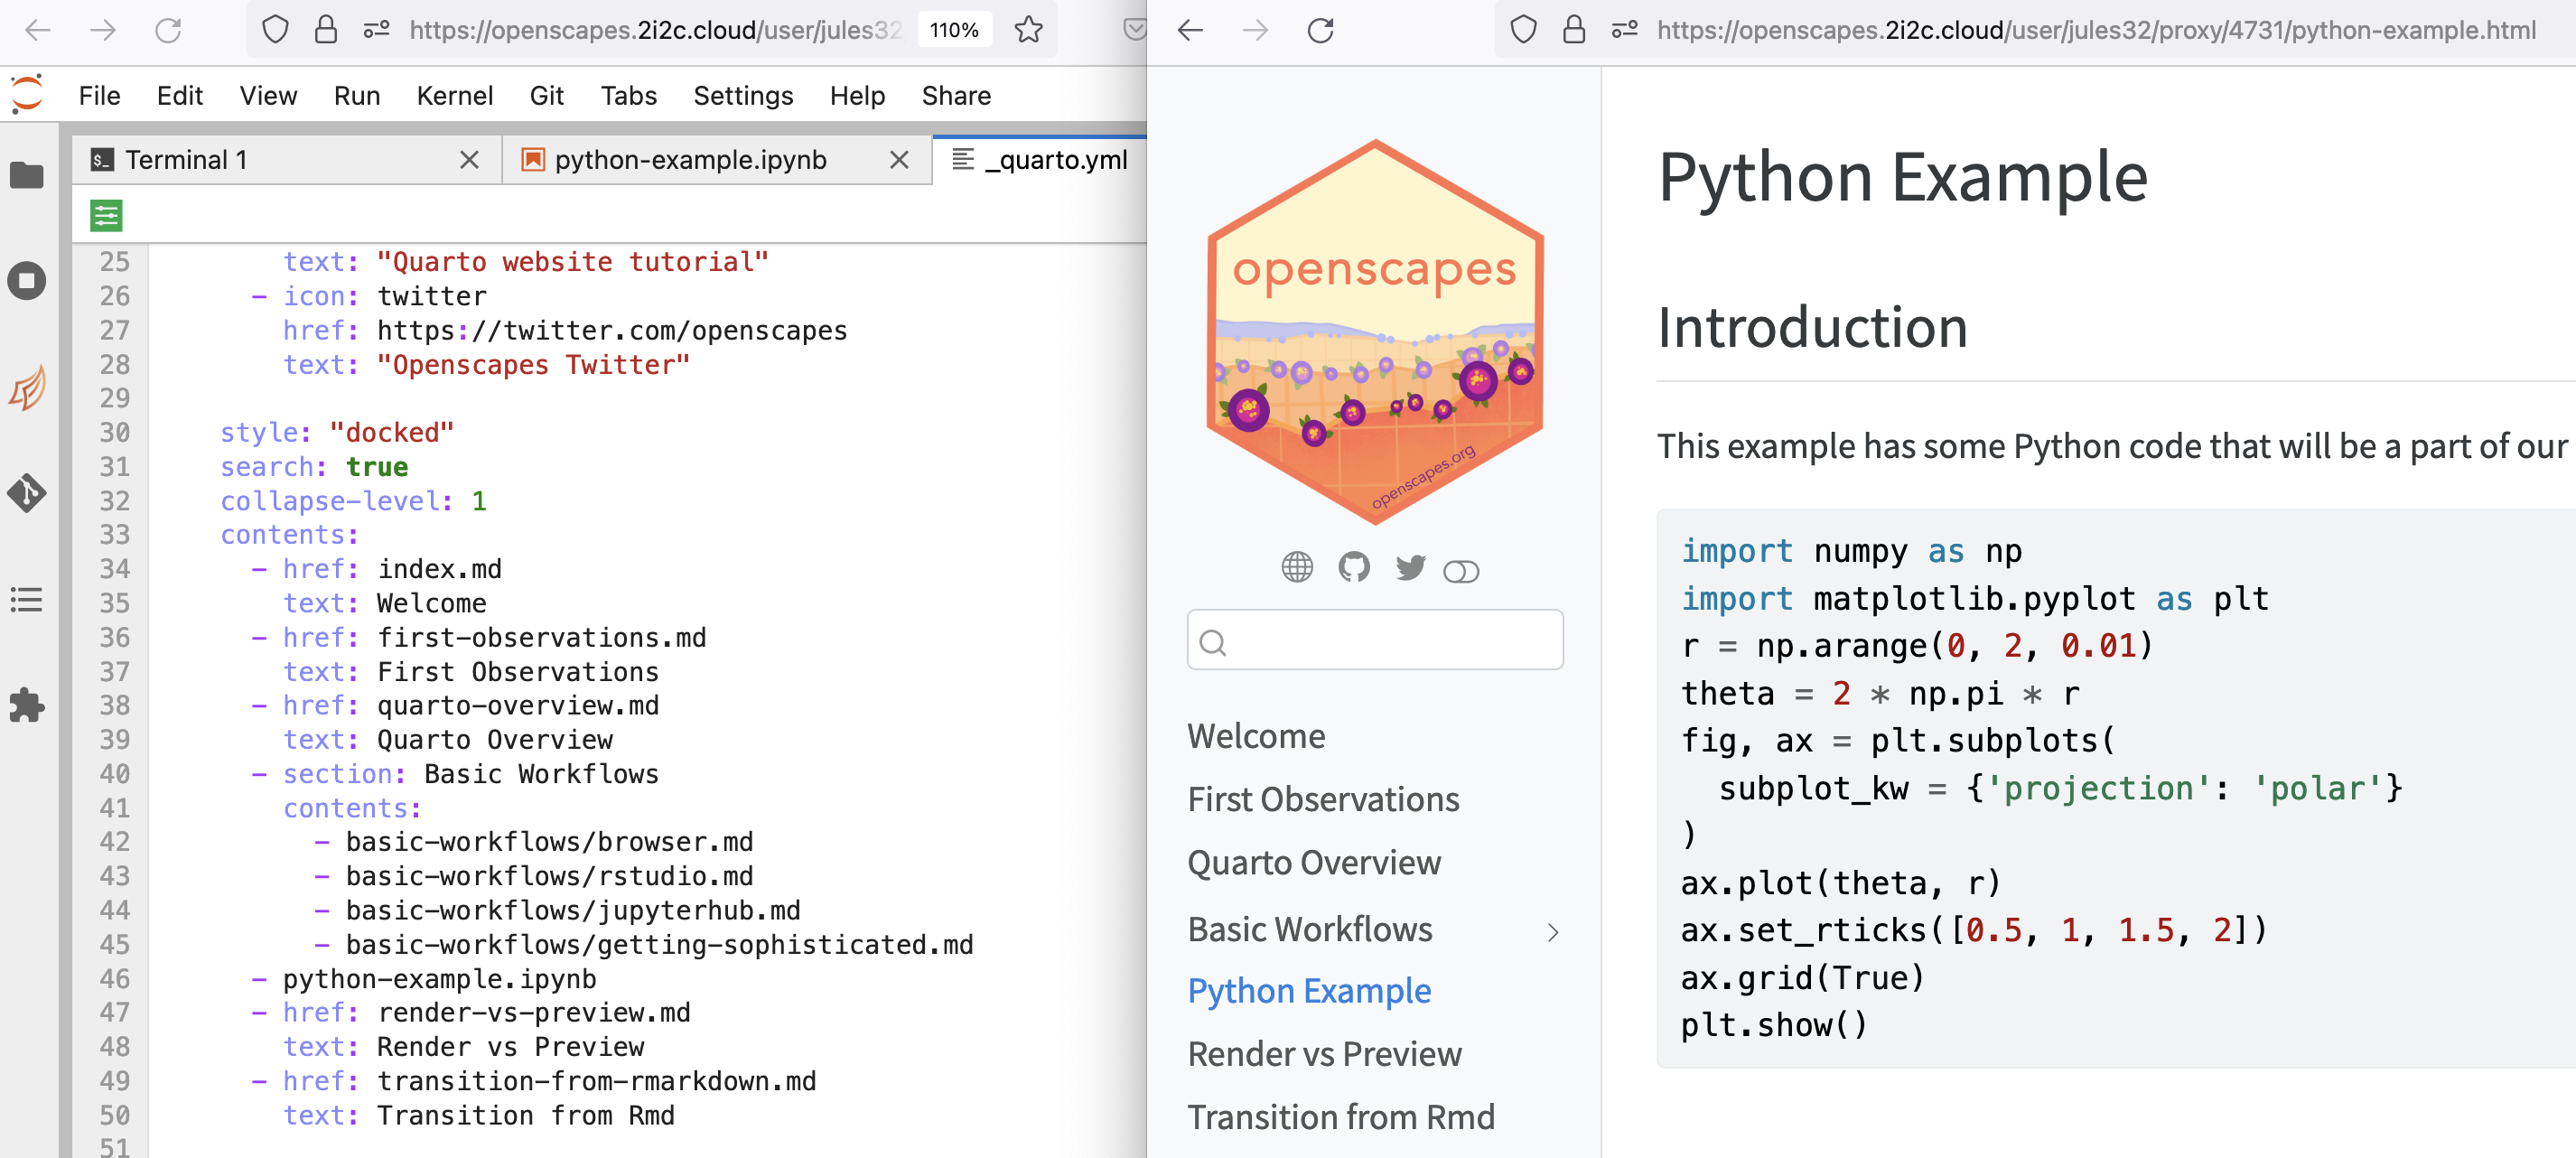 https://openscapes.2i2c.cloud/user/jules32
110%
File Edit View Run Kernel Git Tabs Settings Help Share
Terminal 1
python-example.ipynb
_quarto.yml
25 text: "Quarto website tutorial"
26 - icon: twitter
27 href: https://twitter.com/openscapes
28 text: "Openscapes Twitter"
29
30 style: "docked"
31 search: true
32 collapse-level: 1
33 contents:
34 - href: index.md
35 text: Welcome
36 - href: first-observations.md
37 text: First Observations
38 - href: quarto-overview.md
39 text: Quarto Overview
40 - section: Basic Workflows
41 contents:
42 - basic-workflows/browser.md
43 - basic-workflows/rstudio.md
44 - basic-workflows/jupyterhub.md
45 - basic-workflows/getting-sophisticated.md
46 - python-example.ipynb
47 - href: render-vs-preview.md
48 text: Render vs Preview
49 - href: transition-from-rmarkdown.md
50 text: Transition from Rmd
51
https://openscapes.2i2c.cloud/user/jules32/proxy/4731/python-example.html
openscapes
openscapes.org
Welcome
First Observations
Quarto Overview
Basic Workflows
Python Example
Render vs Preview
Transition from Rmd
Python Example
Introduction
This example has some Python code that will be a part of our
import numpy as np
import matplotlib.pyplot as plt
r = np.arange(0, 2, 0.01)
theta = 2 * np.pi * r
fig, ax = plt.subplots(
  subplot_kw = {'projection': 'polar'}
)
ax.plot(theta, r)
ax.set_rticks([0.5, 1, 1.5, 2])
ax.grid(True)
plt.show()